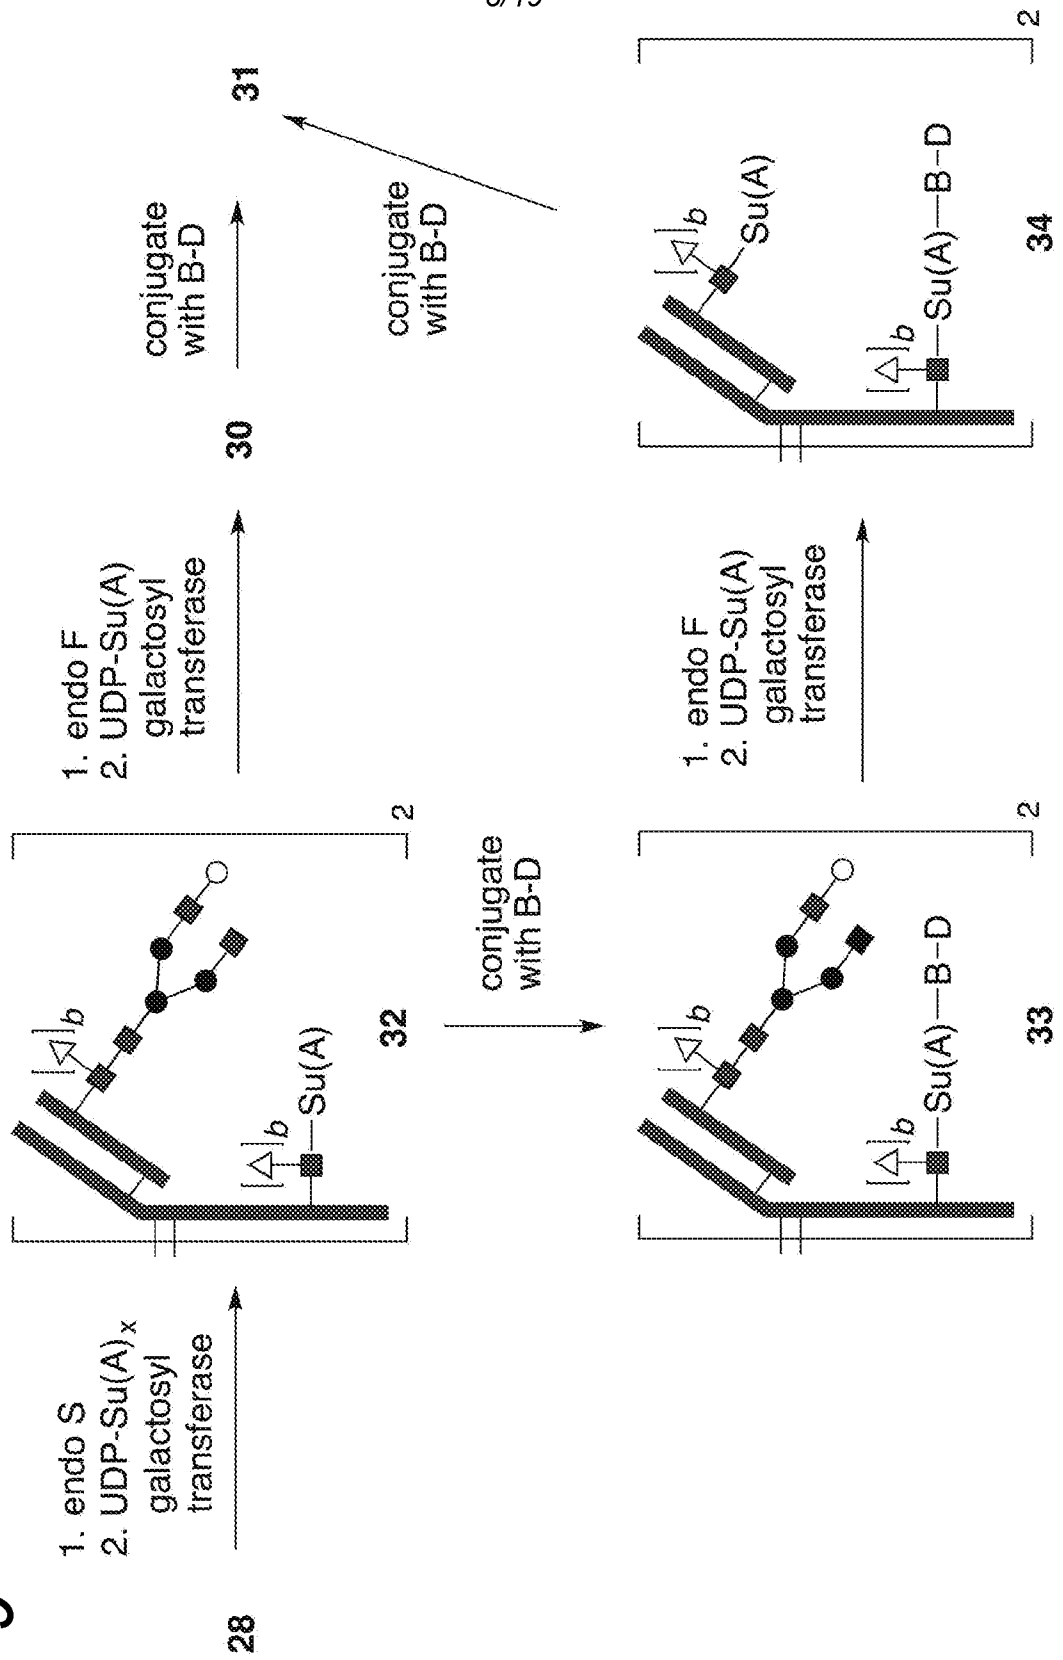 28
1. endo S
2. UDP-Su(A)x
galactosyl
transferase
[ ]b
[ ]b
Su(A)
2
32
1. endo F
2. UDP-Su(A)
galactosyl
transferase
30
conjugate
with B-D
31
conjugate
with B-D
[ ]b
[ ]b
Su(A)—B-D
2
33
1. endo F
2. UDP-Su(A)
galactosyl
transferase
[ ]b
Su(A)
[ ]b
Su(A)—B-D
2
34
conjugate
with B-D